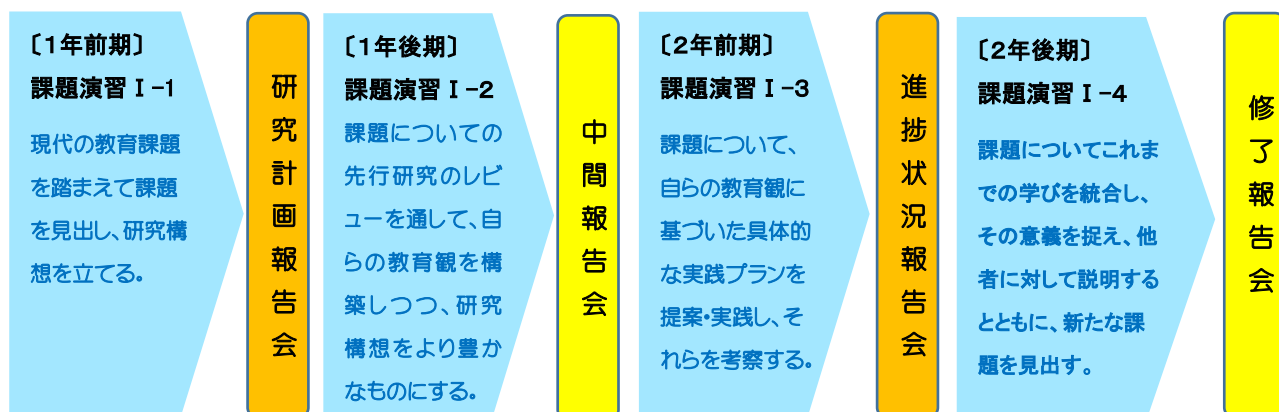 〔1年前期〕
課題演習Ⅰ-1
現代の教育課題
を踏まえて課題
を見出し、研究構
想を立てる。
研究計画報告会
〔1年後期〕
課題演習Ⅰ-2
課題についての
先行研究のレビ
ューを通して、自
らの教育観を構
築しつつ、研究
構想をより豊か
なものにする。
中間報告会
〔2年前期〕
課題演習Ⅰ-3
課題について、
自らの教育観に
基づいた具体的
な実践プランを
提案・実践し、そ
れらを考察する。
進捗状況報告会
〔2年後期〕
課題演習Ⅰ-4
課題についてこれま
での学びを統合し、
その意義を捉え、他
者に対して説明する
とともに、新たな課
題を見出す。
修了報告会